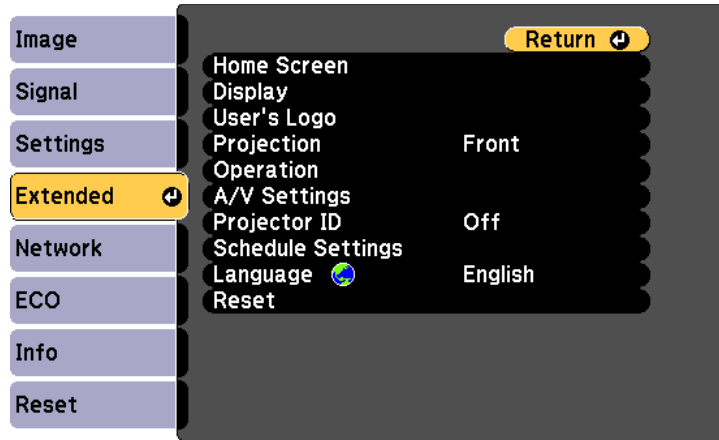 Image
Signal
Settings
Extended
Network
ECO
Info
Reset
Return
Home Screen
Display
User's Logo
Projection Front
Operation
A/V Settings
Projector ID Off
Schedule Settings
Language English
Reset